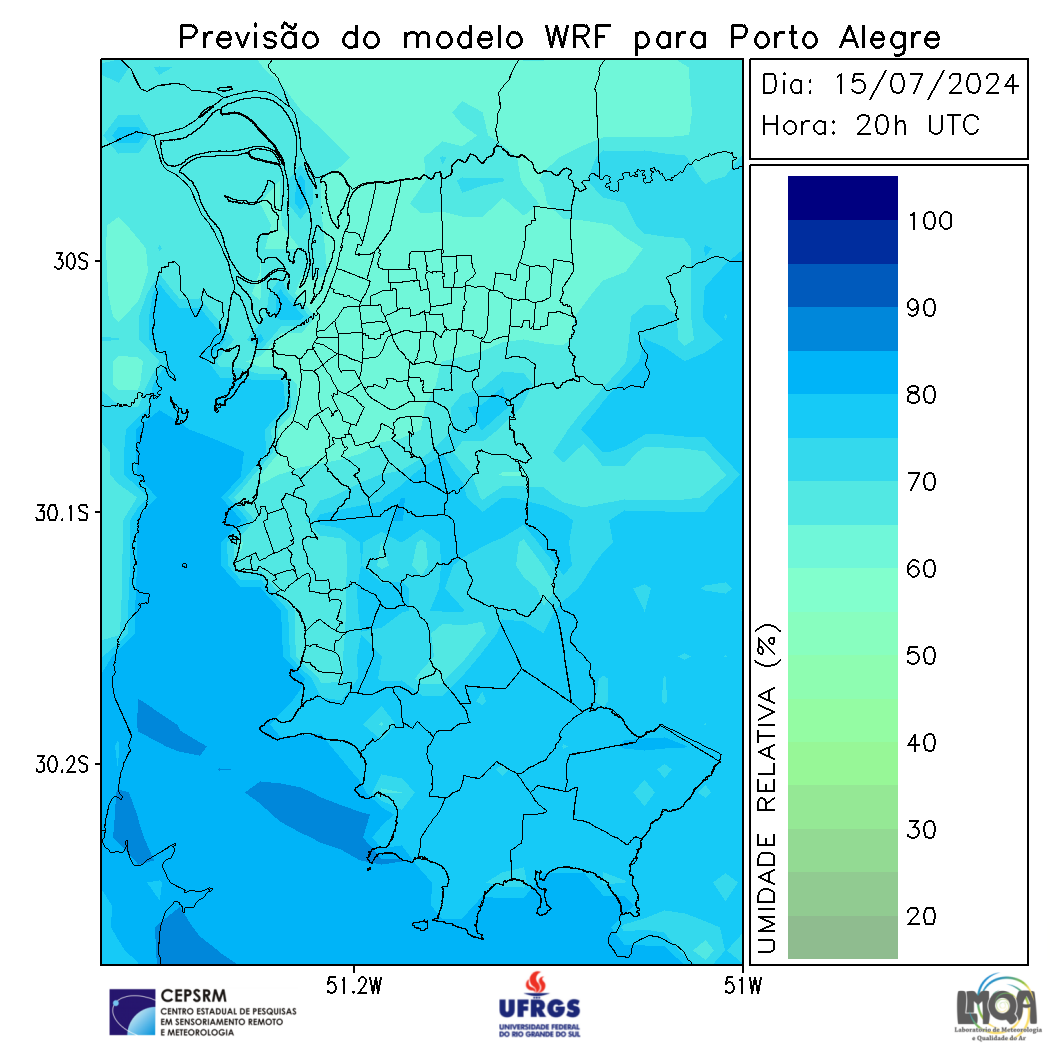 Previsão do modelo WRF para Porto Alegre
Dia: 15/07/2024
Hora: 20h UTC
100
90
80
70
60
50
40
30
20
UMIDADE RELATIVA (%)
30S
30.1S
30.2S
51.2W
51W
CEPSRM
CENTRO ESTADUAL DE PESQUISAS
EM SENSORIAMENTO REMOTO
E METEOROLOGIA
UFRGS
UNIVERSIDADE FEDERAL
DO RIO GRANDE DO SUL
LMQA
Laboratório de Meteorologia
e Qualidade do Ar